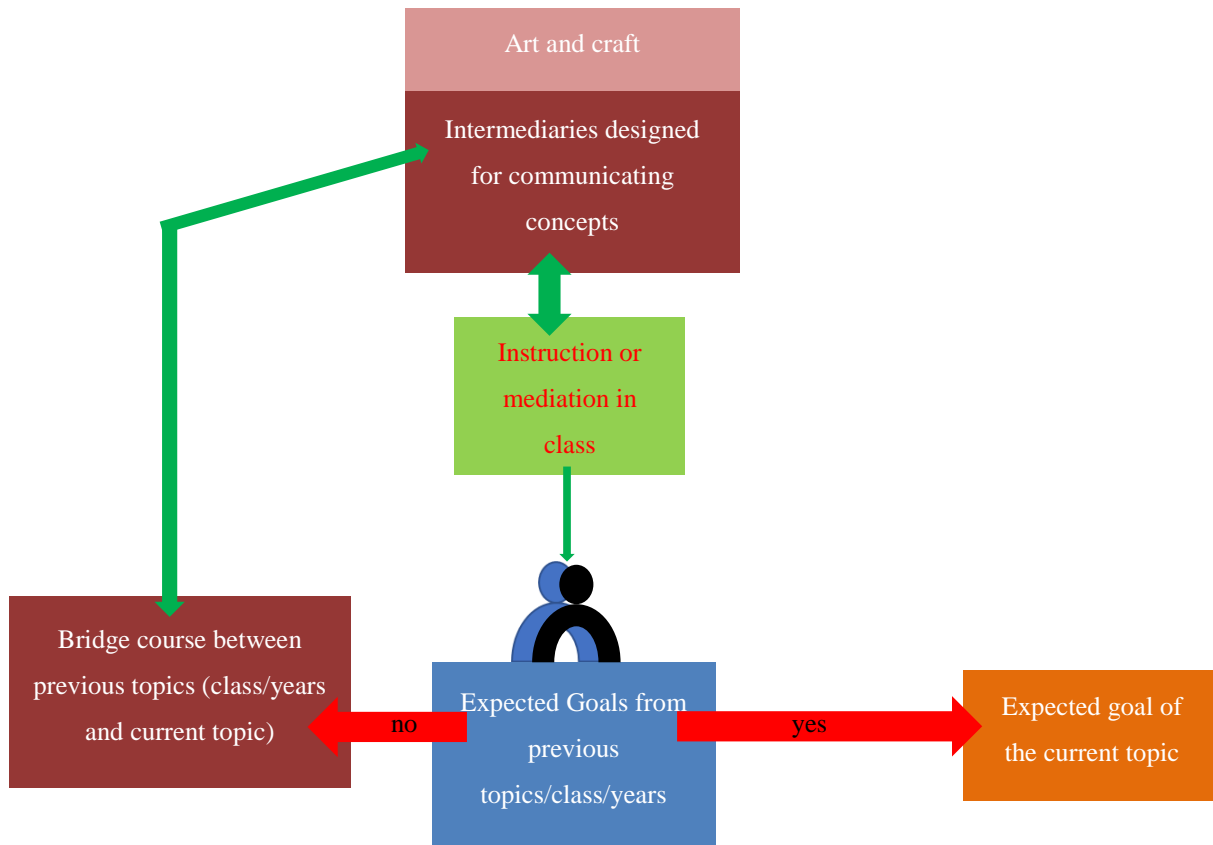 Art and craft
Intermediaries designed
for communicating
concepts
Instruction or
mediation in
class
Bridge course between
previous topics (class/years
and current topic)
no
Expected Goals from
previous
topics/class/years
yes
Expected goal of
the current topic